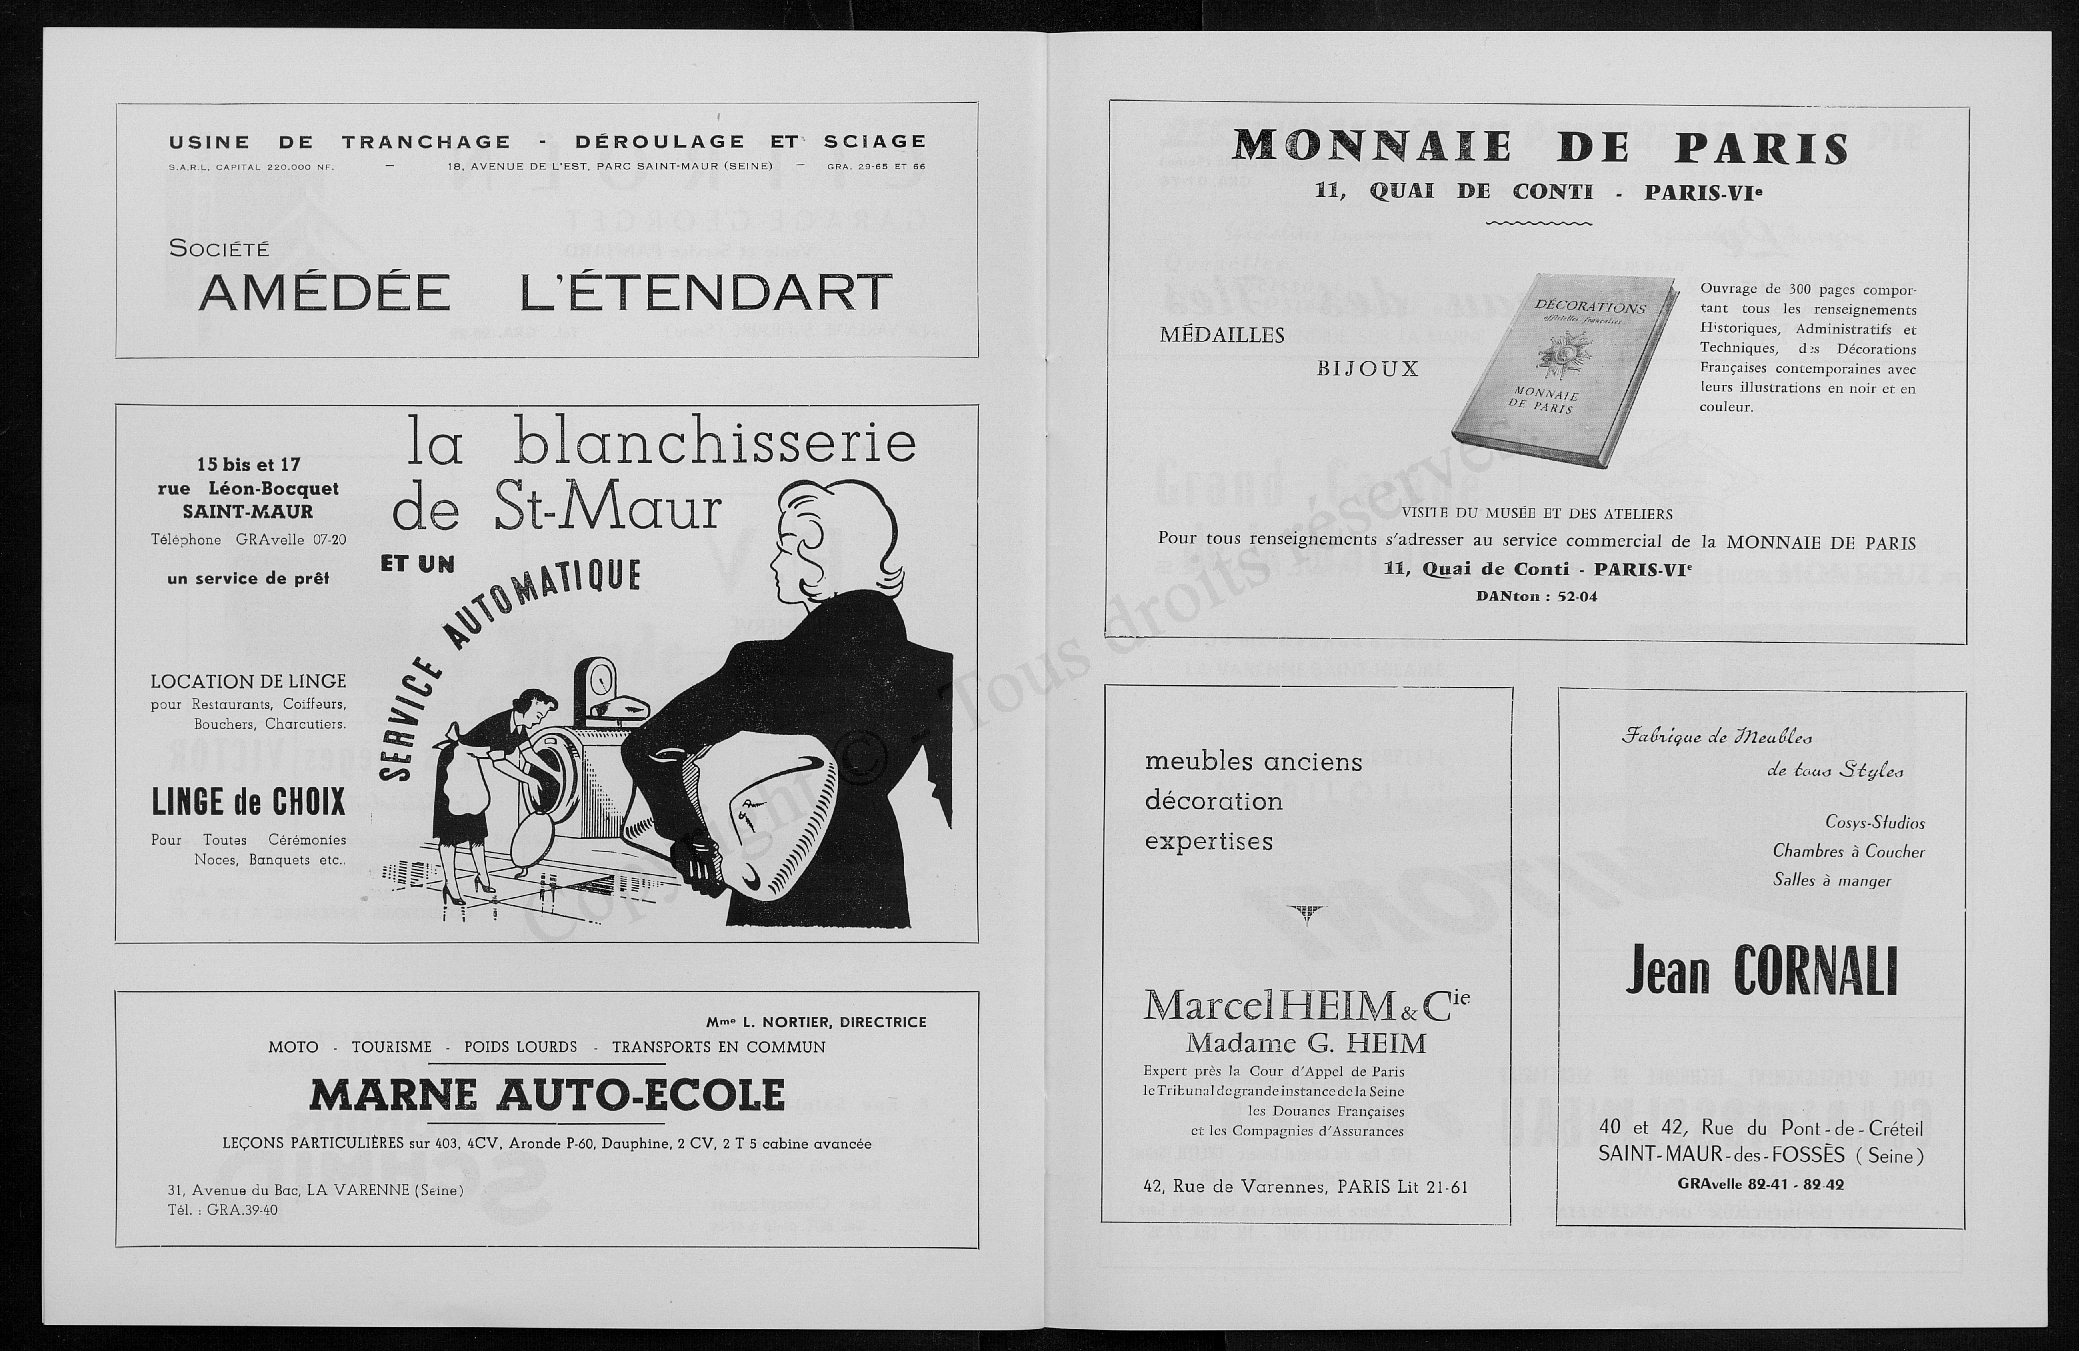 USINE DE TRANCHAGE - DÉROULAGE ET SCIAGE
S.A.R.L. CAPITAL 220.000 NF. — 18, AVENUE DE L'EST, PARC SAINT-MAUR (SEINE) — GRA. 29-65 ET 66
SOCIÉTÉ
AMÉDÉE L'ÉTENDART
la blanchisserie
de St-Maur
ET UN
SERVICE AUTOMATIQUE
15 bis et 17
rue Léon-Bocquet
SAINT-MAUR
Téléphone GRAvelle 07-20
un service de prêt
LOCATION DE LINGE
pour Restaurants, Coiffeurs,
Bouchers, Charcutiers.
LINGE de CHOIX
Pour Toutes Cérémonies
Noces, Banquets etc..
Mme L. NORTIER, DIRECTRICE
MOTO - TOURISME - POIDS LOURDS - TRANSPORTS EN COMMUN
MARNE AUTO-ECOLE
LEÇONS PARTICULIÈRES sur 403, 4CV, Aronde P-60, Dauphine, 2 CV, 2 T 5 cabine avancée
31, Avenue du Bac, LA VARENNE (Seine)
Tél. : GRA.39-40
MONNAIE DE PARIS
11, QUAI DE CONTI - PARIS-VIe
MÉDAILLES
BIJOUX
DÉCORATIONS
officielles françaises
MONNAIE
DE PARIS
Ouvrage de 300 pages compor-
tant tous les renseignements
Historiques, Administratifs et
Techniques, des Décorations
Françaises contemporaines avec
leurs illustrations en noir et en
couleur.
VISITE DU MUSÉE ET DES ATELIERS
Pour tous renseignements s'adresser au service commercial de la MONNAIE DE PARIS
11, Quai de Conti - PARIS-VIe
DANton : 52-04
meubles anciens
décoration
expertises
Marcel HEIM & Cie
Madame G. HEIM
Expert près la Cour d'Appel de Paris
le Tribunal de grande instance de la Seine
les Douanes Françaises
et les Compagnies d'Assurances
42, Rue de Varennes, PARIS Lit 21-61
Fabrique de Meubles
de tous Styles
Cosys-Studios
Chambres à Coucher
Salles à manger
Jean CORNALI
40 et 42, Rue du Pont-de-Créteil
SAINT-MAUR-des-FOSSÈS (Seine)
GRAvelle 82-41 - 82-42
Copyright © - Tous droits réservés.